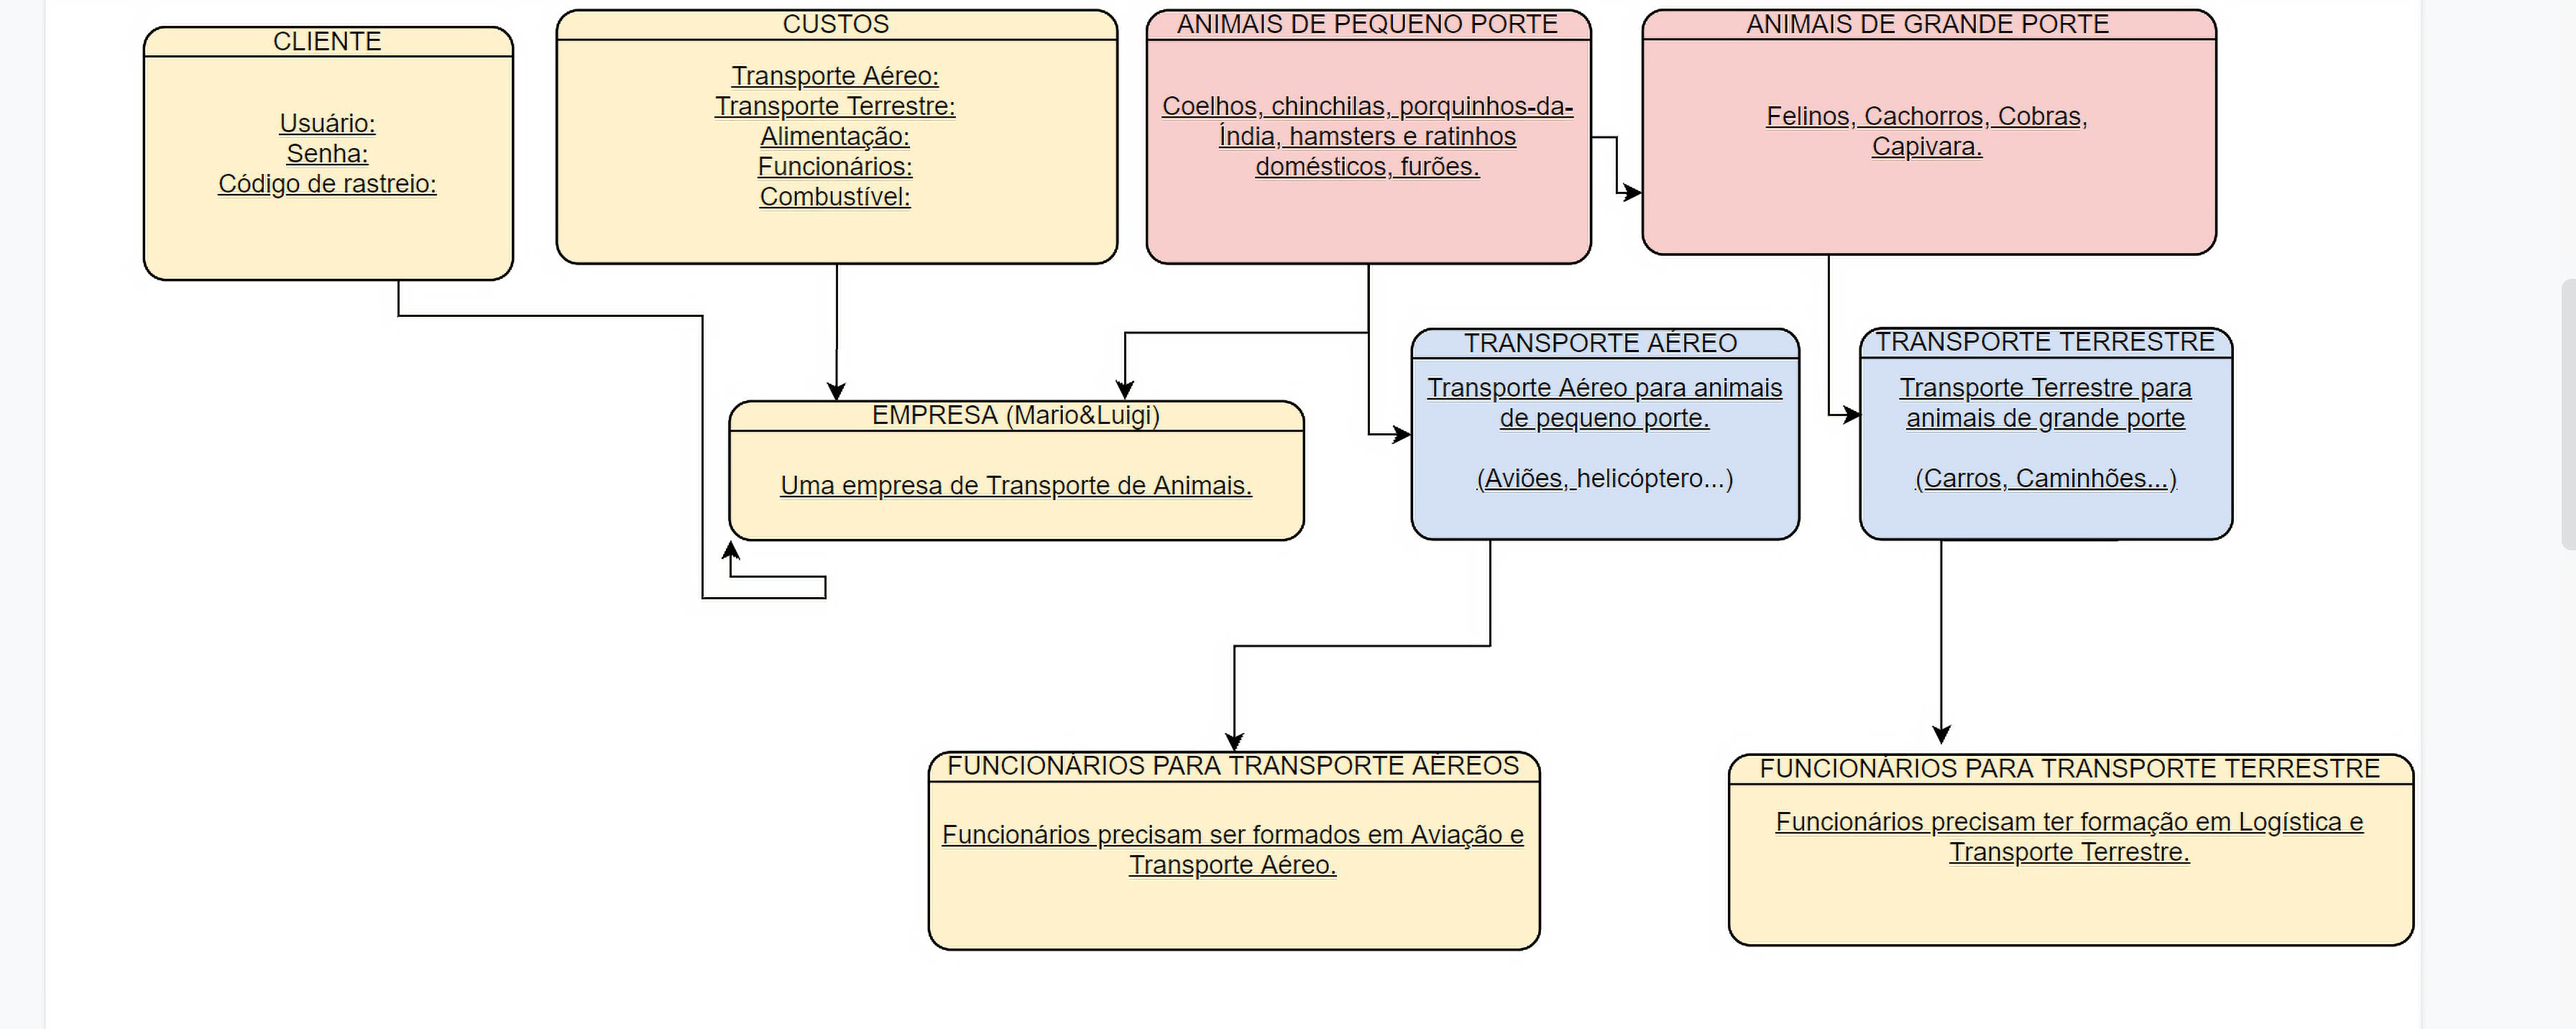 CLIENTE
Usuário:
Senha:
Código de rastreio:
CUSTOS
Transporte Aéreo:
Transporte Terrestre:
Alimentação:
Funcionários:
Combustível:
ANIMAIS DE PEQUENO PORTE
Coelhos, chinchilas, porquinhos-da-
Índia, hamsters e ratinhos
domésticos, furões.
ANIMAIS DE GRANDE PORTE
Felinos, Cachorros, Cobras,
Capivara.
EMPRESA (Mario&Luigi)
Uma empresa de Transporte de Animais.
TRANSPORTE AÉREO
Transporte Aéreo para animais
de pequeno porte.
(Aviões, helicóptero...)
TRANSPORTE TERRESTRE
Transporte Terrestre para
animais de grande porte
(Carros, Caminhões...)
FUNCIONÁRIOS PARA TRANSPORTE AÉREOS
Funcionários precisam ser formados em Aviação e
Transporte Aéreo.
FUNCIONÁRIOS PARA TRANSPORTE TERRESTRE
Funcionários precisam ter formação em Logística e
Transporte Terrestre.